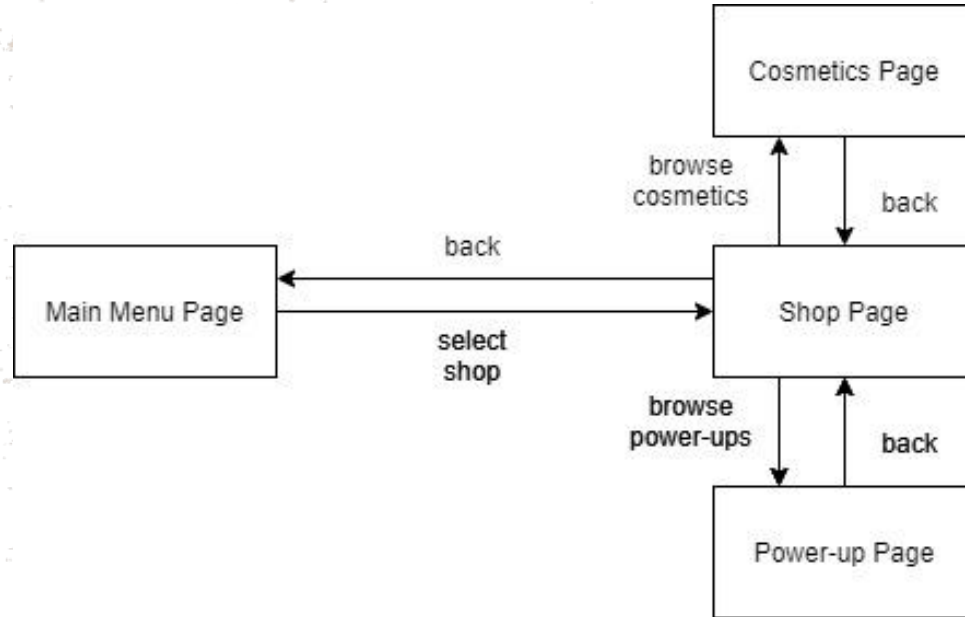 Cosmetics Page
browse
cosmetics
back
back
Main Menu Page
Shop Page
select
shop
browse
power-ups
back
Power-up Page